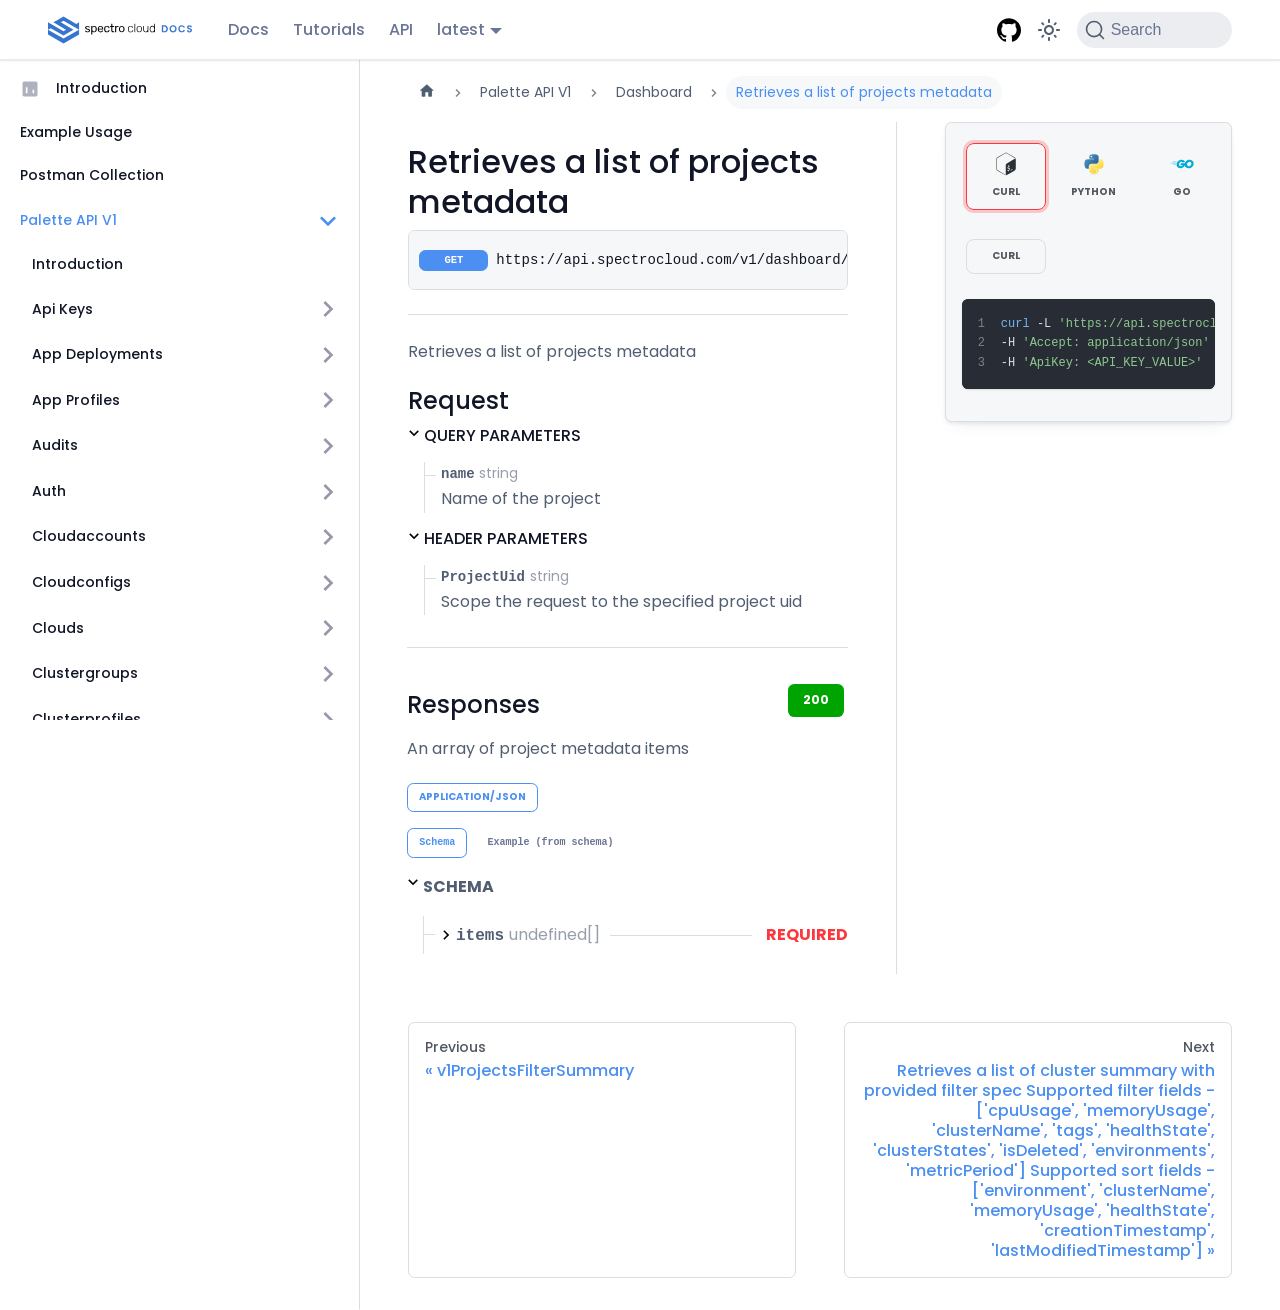 spectro cloud DOCS Docs Tutorials API latest Search
Introduction
Example Usage
Postman Collection
Palette API V1
Introduction
Api Keys
App Deployments
App Profiles
Audits
Auth
Cloudaccounts
Cloudconfigs
Clouds
Clustergroups
Clusterprofiles
Palette API V1 Dashboard Retrieves a list of projects metadata
Retrieves a list of projects
metadata
GET https://api.spectrocloud.com/v1/dashboard/
Retrieves a list of projects metadata
Request
QUERY PARAMETERS
name string
Name of the project
HEADER PARAMETERS
ProjectUid string
Scope the request to the specified project uid
Responses
200
An array of project metadata items
APPLICATION/JSON
Schema Example (from schema)
SCHEMA
items undefined[] REQUIRED
CURL PYTHON GO
CURL
1 curl -L 'https://api.spectrocl
2 -H 'Accept: application/json'
3 -H 'ApiKey: <API_KEY_VALUE>'
Previous
« v1ProjectsFilterSummary
Next
Retrieves a list of cluster summary with
provided filter spec Supported filter fields -
['cpuUsage', 'memoryUsage',
'clusterName', 'tags', 'healthState',
'clusterStates', 'isDeleted', 'environments',
'metricPeriod'] Supported sort fields -
['environment', 'clusterName',
'memoryUsage', 'healthState',
'creationTimestamp',
'lastModifiedTimestamp'] »